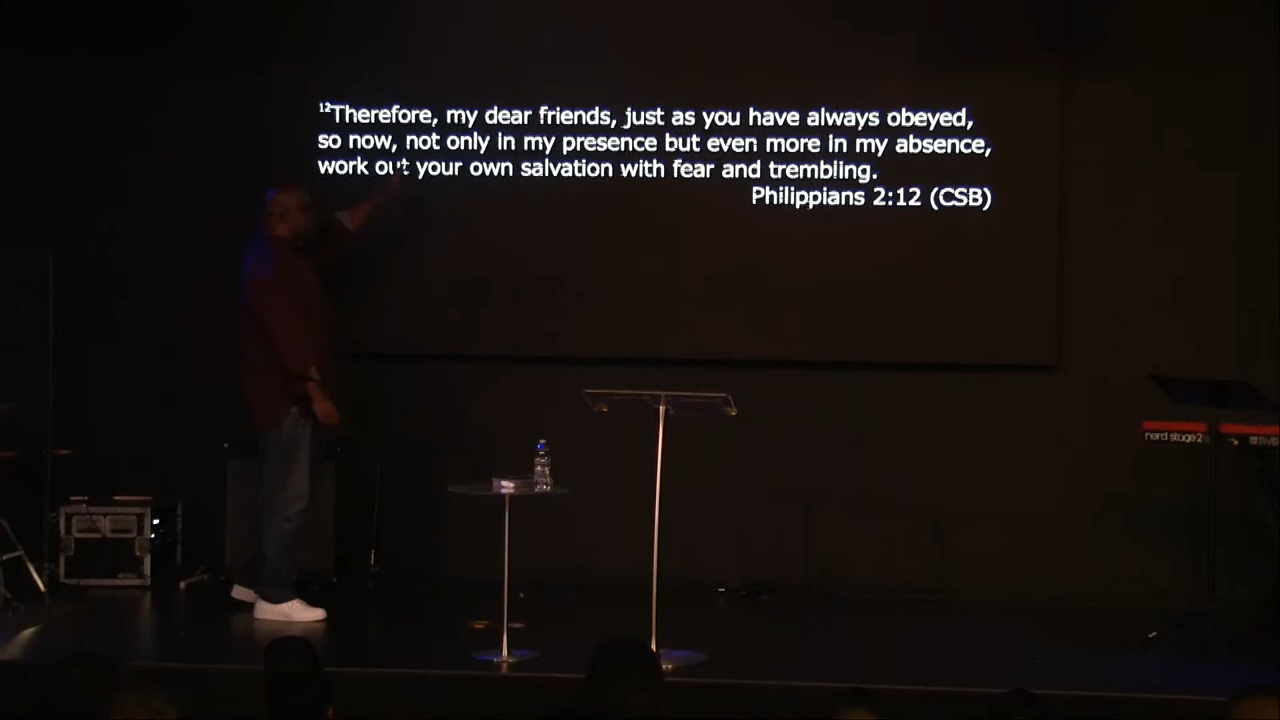 ¹²Therefore, my dear friends, just as you have always obeyed,
so now, not only in my presence but even more in my absence,
work out your own salvation with fear and trembling.
Philippians 2:12 (CSB)
nord stage 2